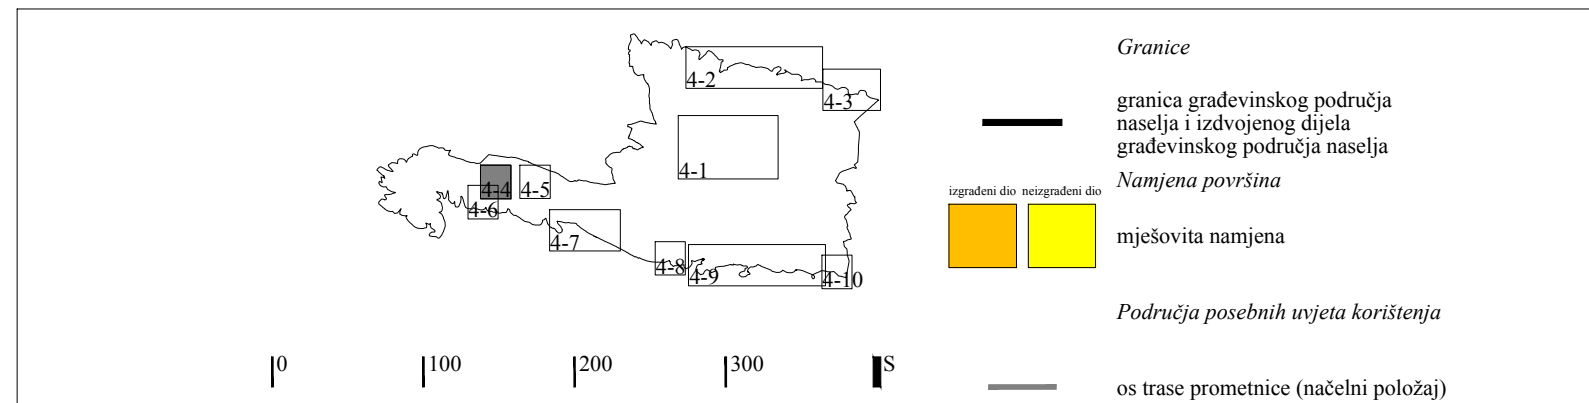 4-2
4-3
4-1
4-4
4-5
4-6
4-7
4-8
4-9
4-10
0
100
200
300
S
Granice
granica građevinskog područja
naselja i izdvojenog dijela
građevinskog područja naselja
Namjena površina
izgrađeni dio neizgrađeni dio
mješovita namjena
Područja posebnih uvjeta korištenja
os trase prometnice (načelni položaj)